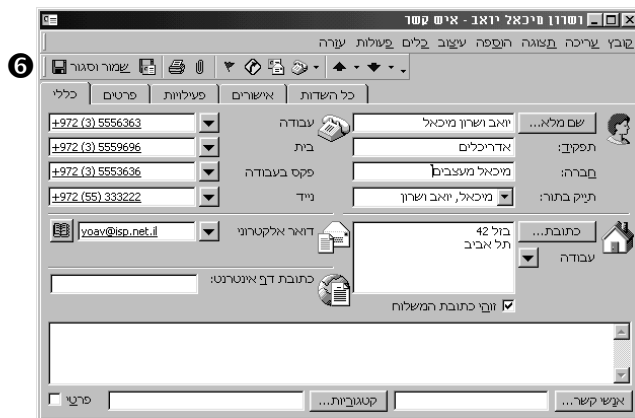 ושרון מיכאל יואב - איש קשר
קובץ עריכה תצוגה הוספה עיצוב כלים פעולות עזרה
❻ שמור וסגור
כללי פרטים פעילויות אישורים כל השדות
שם מלא... יואב ושרון מיכאל עבודה +972 (3) 5556363
תפקיד: אדריכלים בית +972 (3) 5559696
חברה: מיכאל מעצבים פקס בעבודה +972 (3) 5553636
תייק בתור: מיכאל, יואב ושרון נייד +972 (55) 333222
כתובת... בזל 42 דואר אלקטרוני yoav@isp.net.il
תל אביב
עבודה
כתובת דף אינטרנט:
זוהי כתובת המשלוח
אנשי קשר... קטגוריות... פרטי